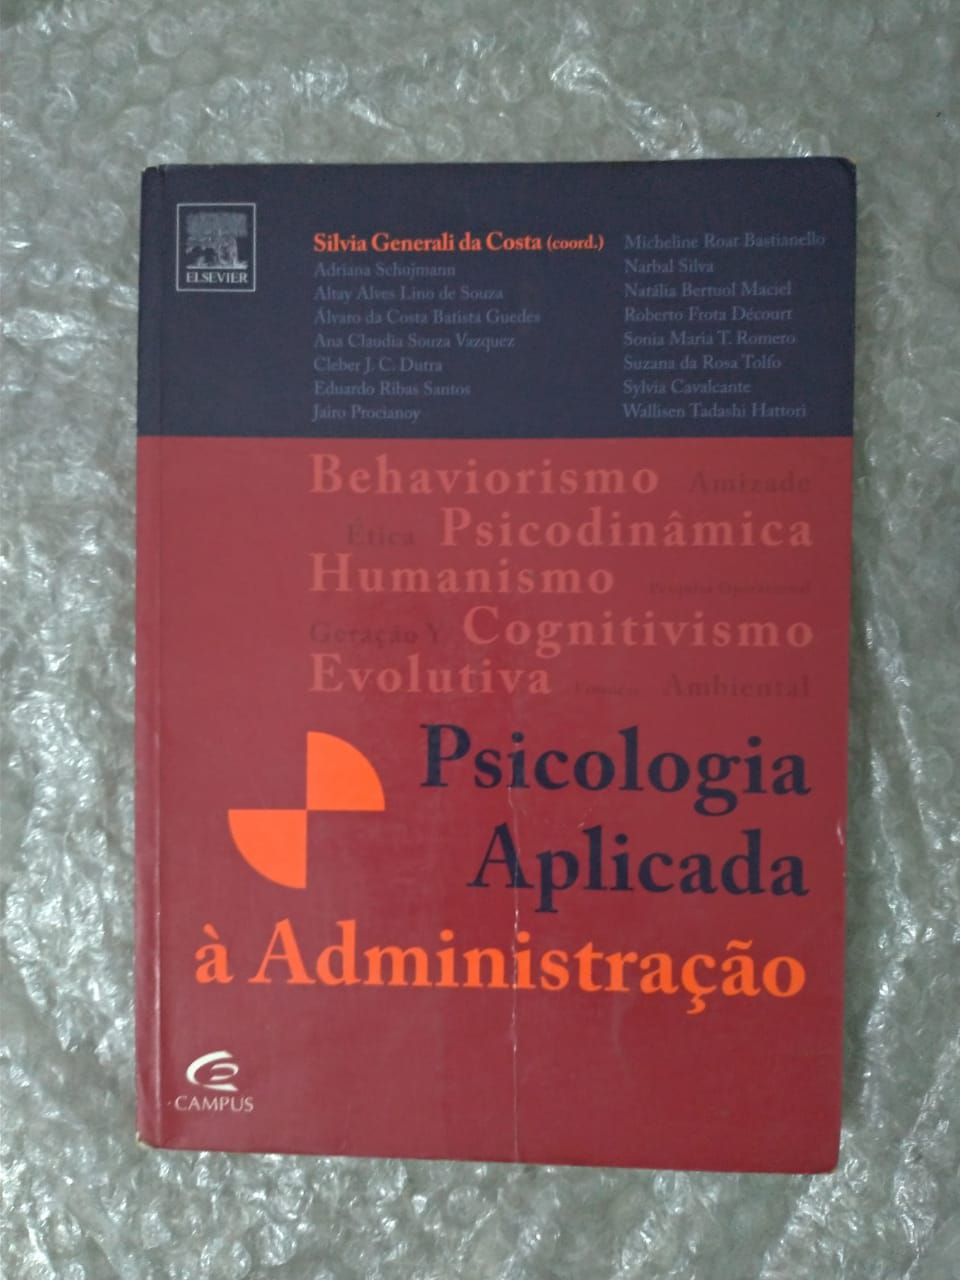 ELSEVIER
Silvia Generali da Costa (coord.)
Adriana Schujmann
Altay Alves Lino de Souza
Álvaro da Costa Batista Guedes
Ana Claudia Souza Vazquez
Cleber J. C. Dutra
Eduardo Ribas Santos
Jairo Procianoy
Micheline Roat Bastianello
Narbal Silva
Natália Bertuol Maciel
Roberto Frota Décourt
Sonia Maria T. Romero
Suzana da Rosa Tolfo
Sylvia Cavalcante
Wallisen Tadashi Hattori
Behaviorismo Amizade
Ética Psicodinâmica
Humanismo Pesquisa Operacional
Geração Y Cognitivismo
Evolutiva Ambiental
Psicologia
Aplicada
à Administração
CAMPUS